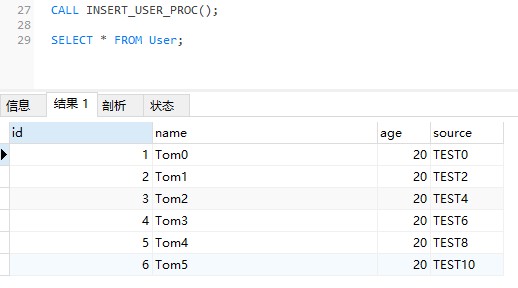 27 CALL INSERT_USER_PROC();
28
29 SELECT * FROM User;
信息 结果 1 剖析 状态
id name age source
1 Tom0 20 TEST0
2 Tom1 20 TEST2
3 Tom2 20 TEST4
4 Tom3 20 TEST6
5 Tom4 20 TEST8
6 Tom5 20 TEST10